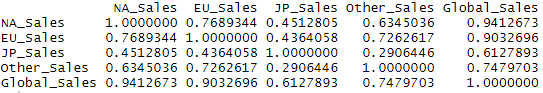 NA_Sales EU_Sales JP_Sales Other_Sales Global_Sales
NA_Sales 1.0000000 0.7689344 0.4512805 0.6345036 0.9412673
EU_Sales 0.7689344 1.0000000 0.4364058 0.7262617 0.9032696
JP_Sales 0.4512805 0.4364058 1.0000000 0.2906446 0.6127893
Other_Sales 0.6345036 0.7262617 0.2906446 1.0000000 0.7479703
Global_Sales 0.9412673 0.9032696 0.6127893 0.7479703 1.0000000